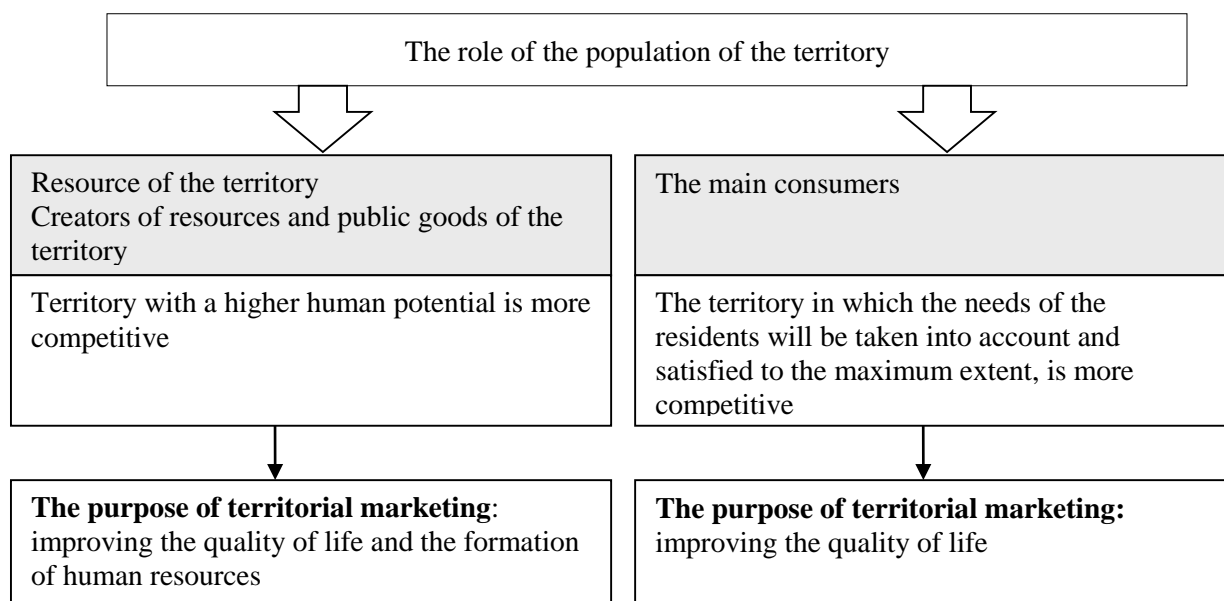 The role of the population of the territory
Resource of the territory
Creators of resources and public goods of the
territory
Territory with a higher human potential is more
competitive
The purpose of territorial marketing:
improving the quality of life and the formation
of human resources
The main consumers
The territory in which the needs of the
residents will be taken into account and
satisfied to the maximum extent, is more
competitive
The purpose of territorial marketing:
improving the quality of life